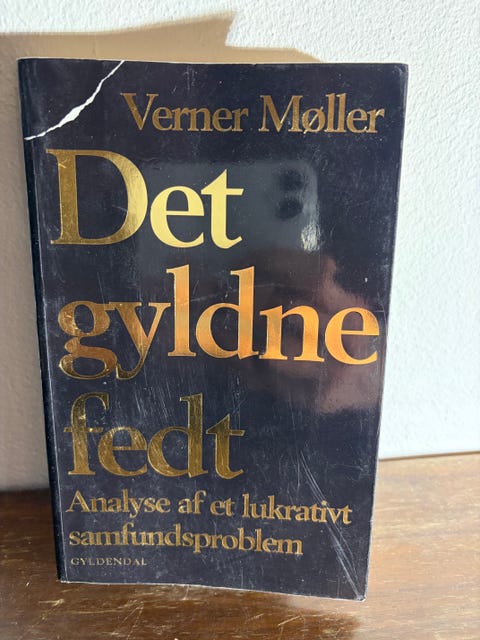 Verner Møller
Det
gyldne
fedt
Analyse af et lukrativt
samfundsproblem
GYLDENDAL